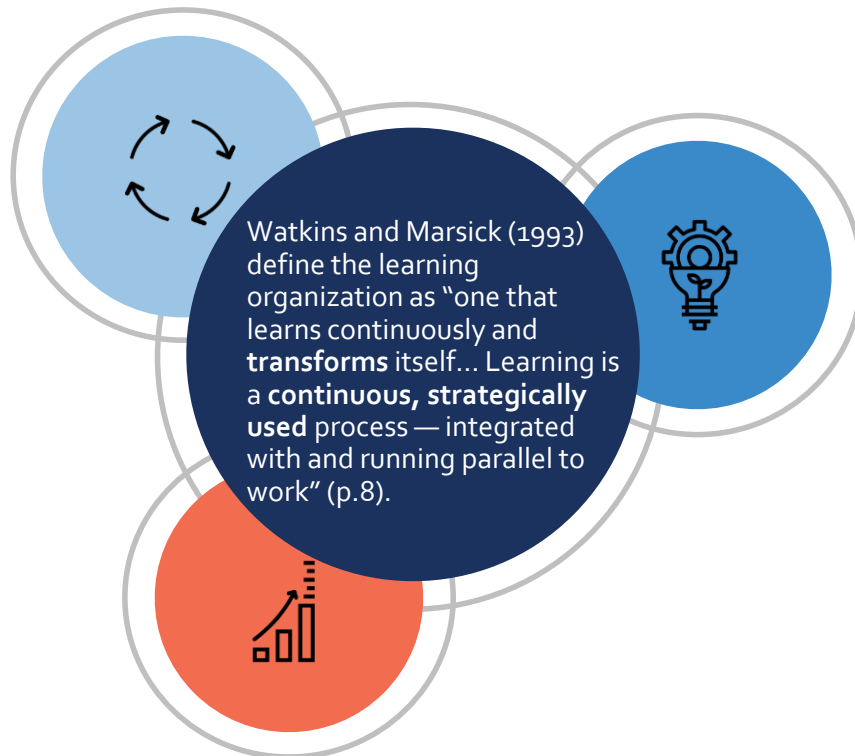 Watkins and Marsick (1993)
define the learning
organization as “one that
learns continuously and
transforms itself… Learning is
a continuous, strategically
used process — integrated
with and running parallel to
work” (p.8).